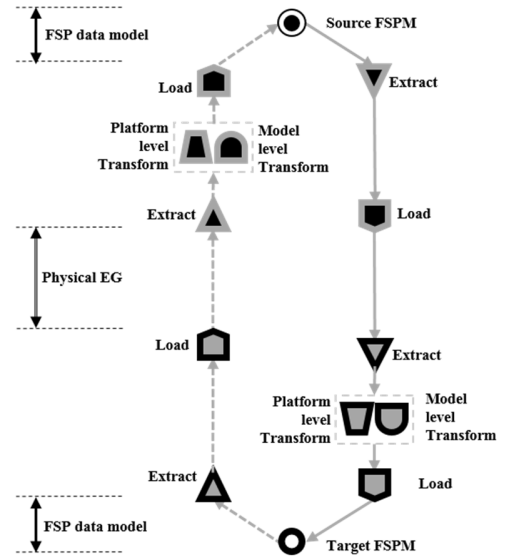 FSP data model
Source FSPM
Load
Extract
Platform
level
Transform
Model
level
Transform
Extract
Load
Physical EG
Load
Extract
Platform
level
Transform
Model
level
Transform
Extract
Load
FSP data model
Target FSPM